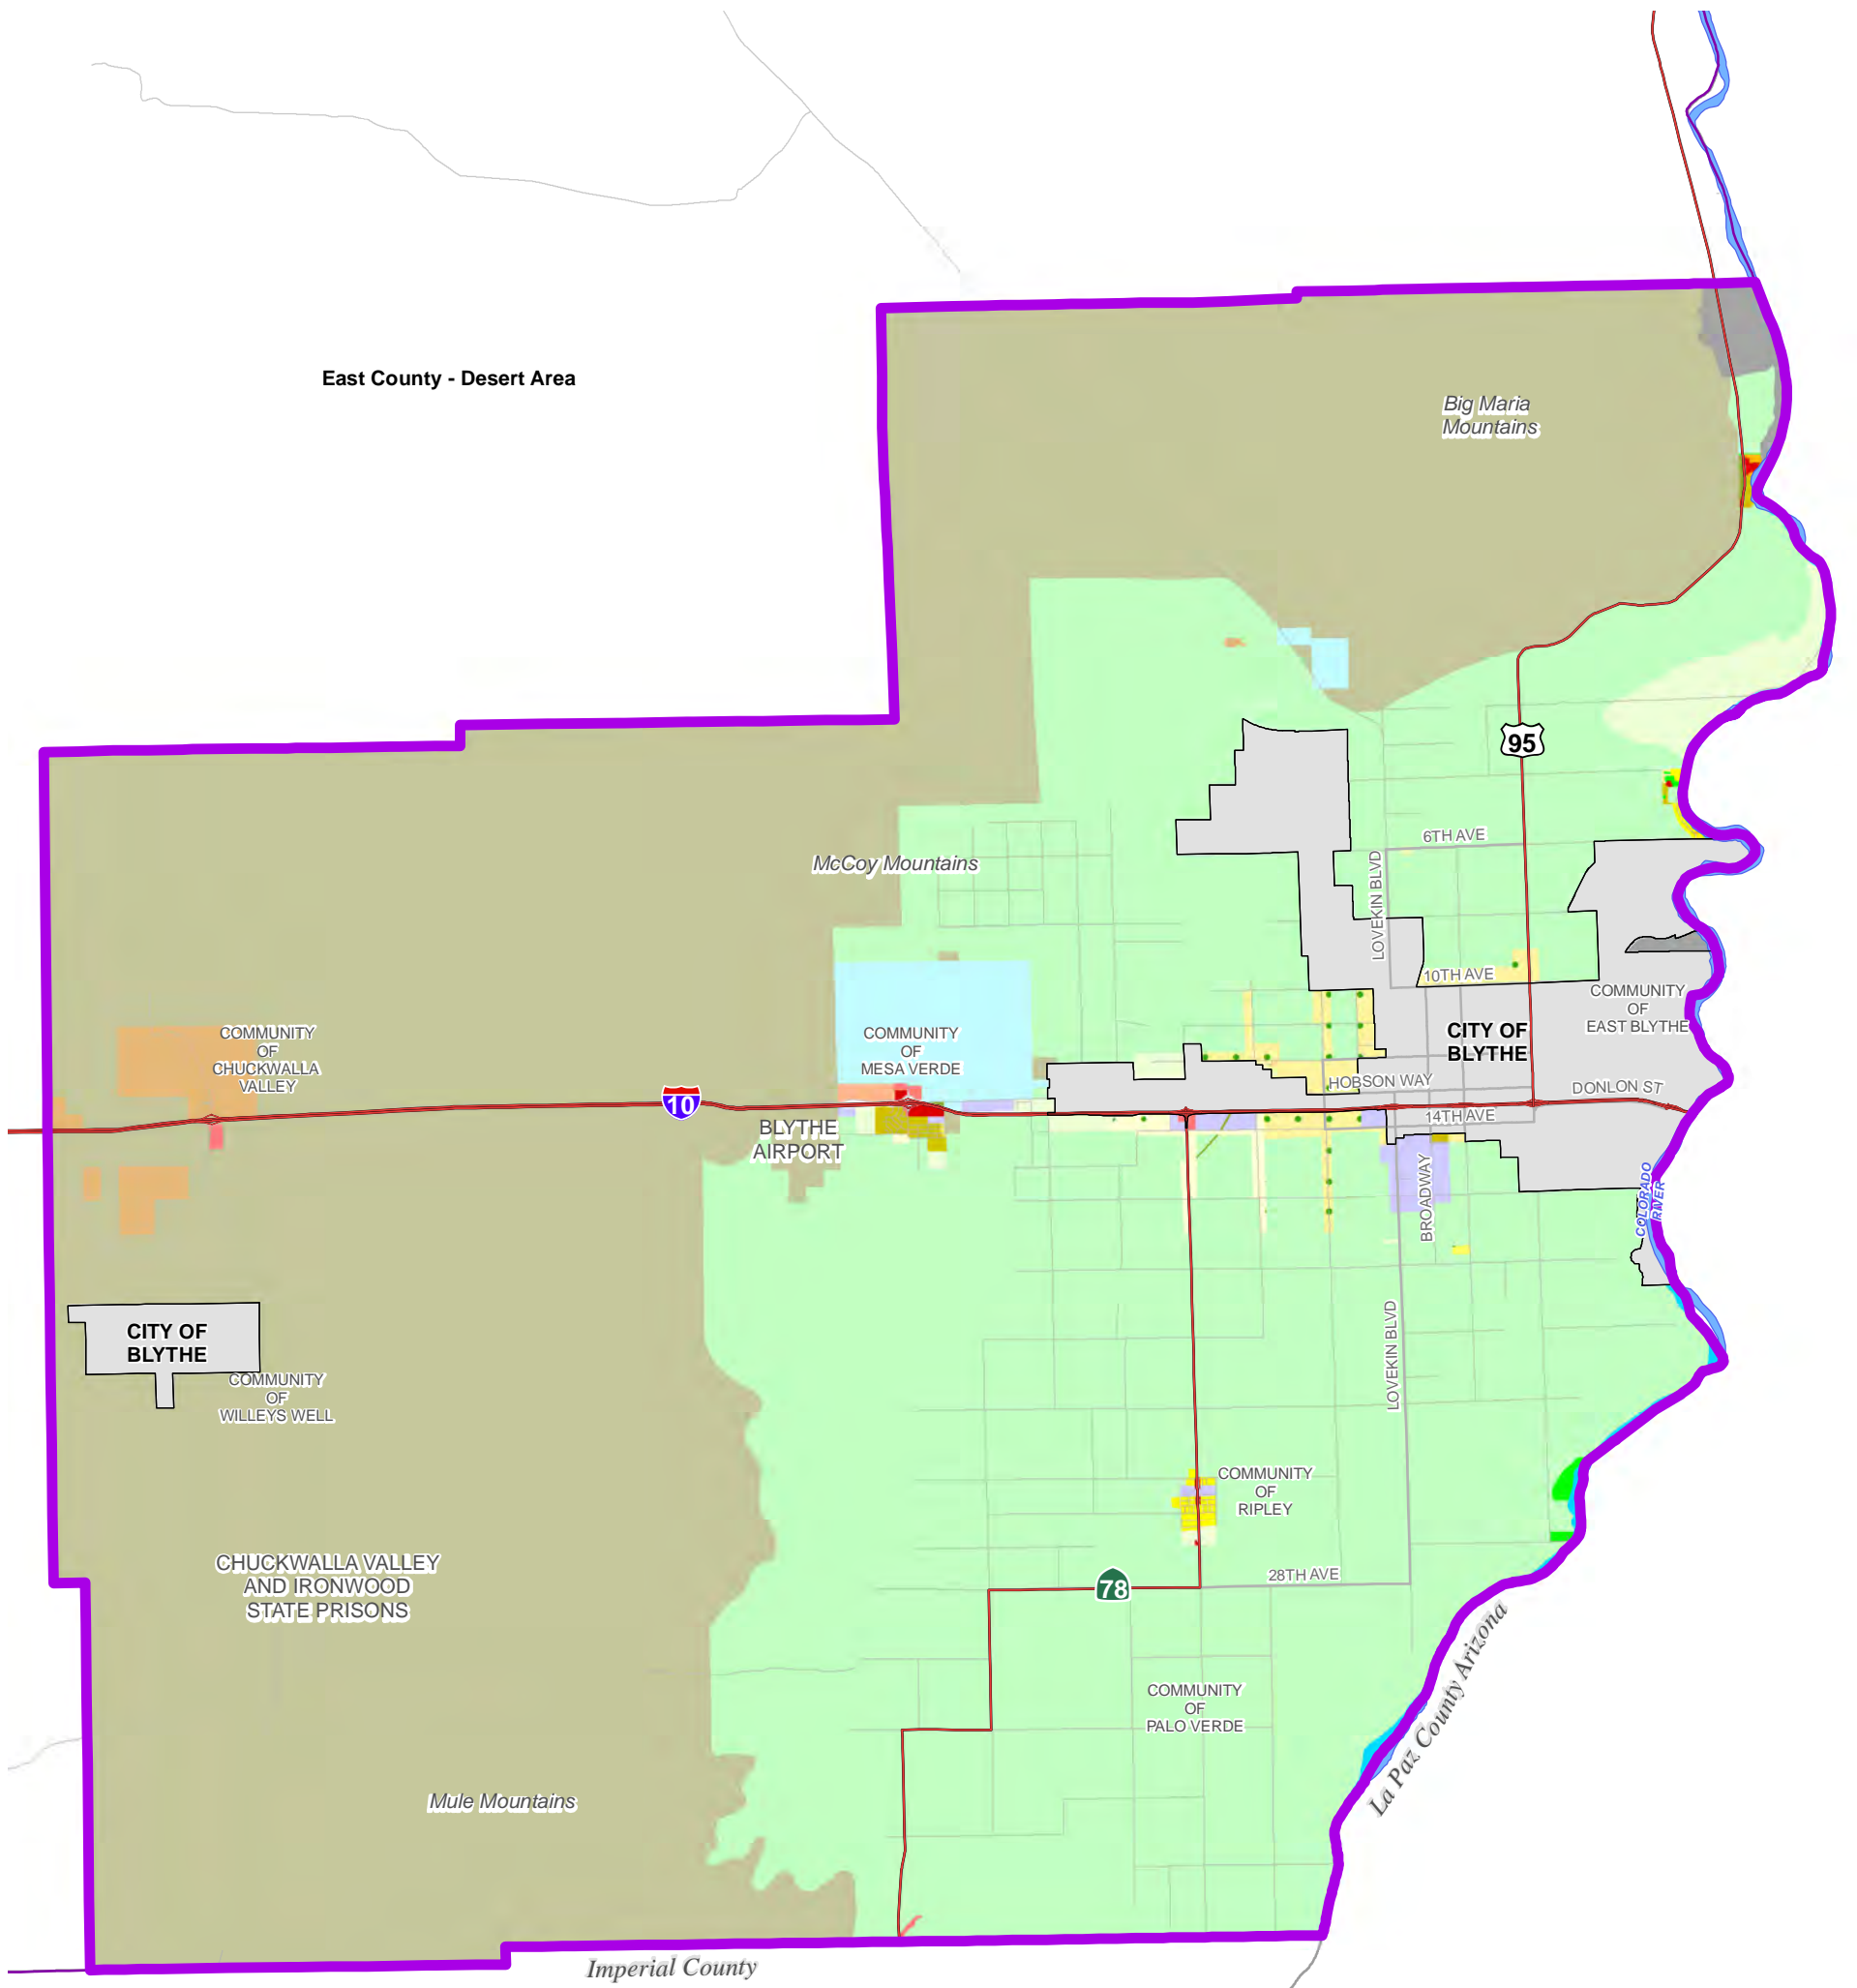 East County - Desert Area
Big Maria
Mountains
95
6TH AVE
McCoy Mountains
LOVEKIN BLVD
10TH AVE
COMMUNITY
OF
EAST BLYTHE
CITY OF
BLYTHE
COMMUNITY
OF
CHUCKWALLA
VALLEY
COMMUNITY
OF
MESA VERDE
HOBSON WAY
DONLON ST
10
14TH AVE
BLYTHE
AIRPORT
BROADWAY
COLORADO
RIVER
CITY OF
BLYTHE
LOVEKIN BLVD
COMMUNITY
OF
WILLEYS WELL
COMMUNITY
OF
RIPLEY
CHUCKWALLA VALLEY
AND IRONWOOD
STATE PRISONS
78
28TH AVE
COMMUNITY
OF
PALO VERDE
La Paz County Arizona
Mule Mountains
Imperial County